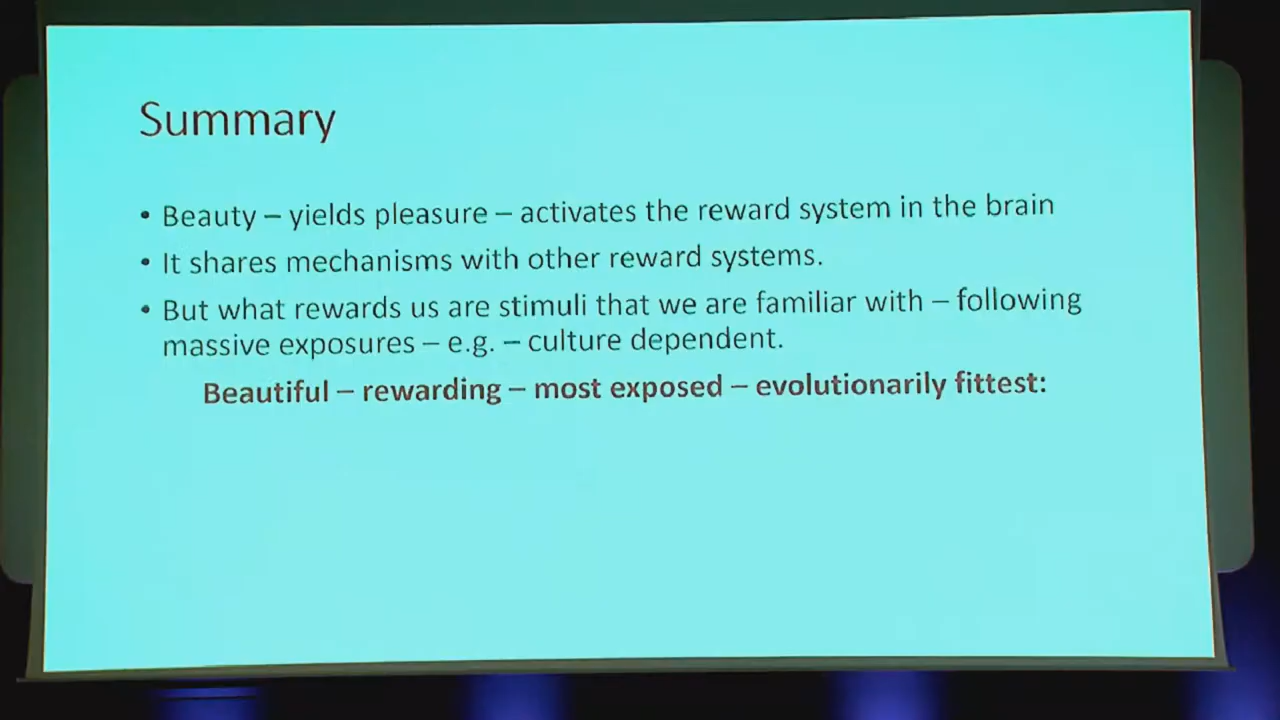 Summary
• Beauty – yields pleasure – activates the reward system in the brain
• It shares mechanisms with other reward systems.
• But what rewards us are stimuli that we are familiar with – following
massive exposures – e.g. – culture dependent.
Beautiful – rewarding – most exposed – evolutionarily fittest: